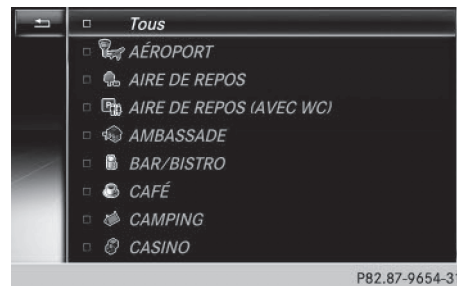 Tous
AÉROPORT
AIRE DE REPOS
AIRE DE REPOS (AVEC WC)
AMBASSADE
BAR/BISTRO
CAFÉ
CAMPING
CASINO
P82.87-9654-31